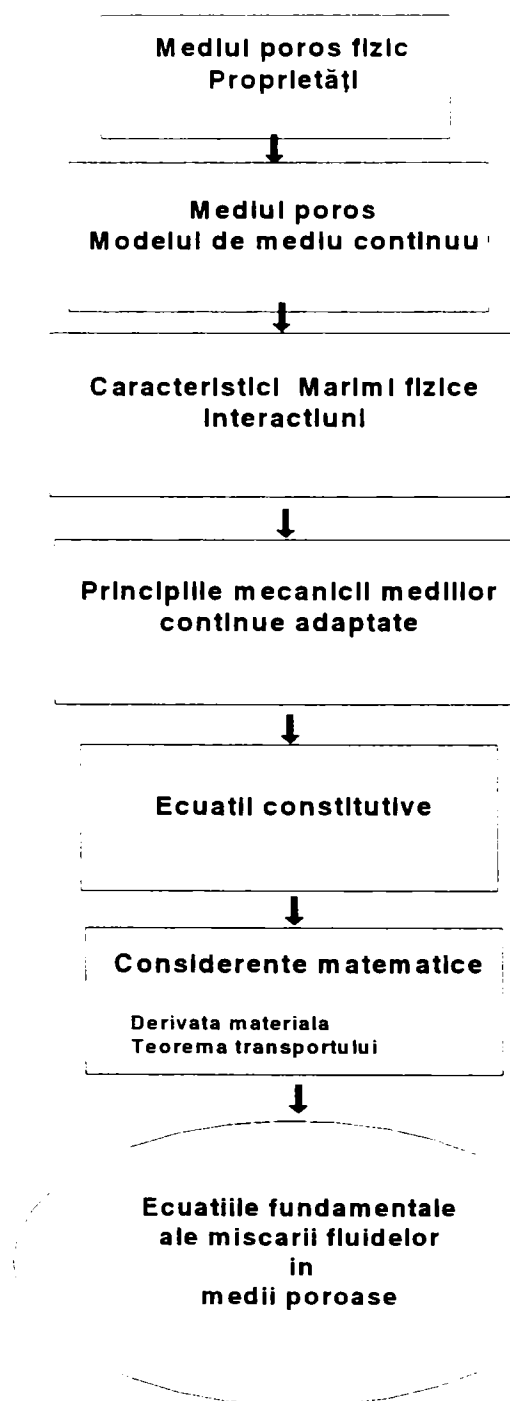 Mediul poros fizic
Proprietăți
Mediul poros
Modelul de mediu continuu
Caracteristici Marimi fizice
Interactiuni
Principiile mecanicii mediilor
continue adaptate
Ecuatii constitutive
Considerente matematice
Derivata materiala
Teorema transportului
Ecuatiile fundamentale
ale miscarii fluidelor
in
medii poroase